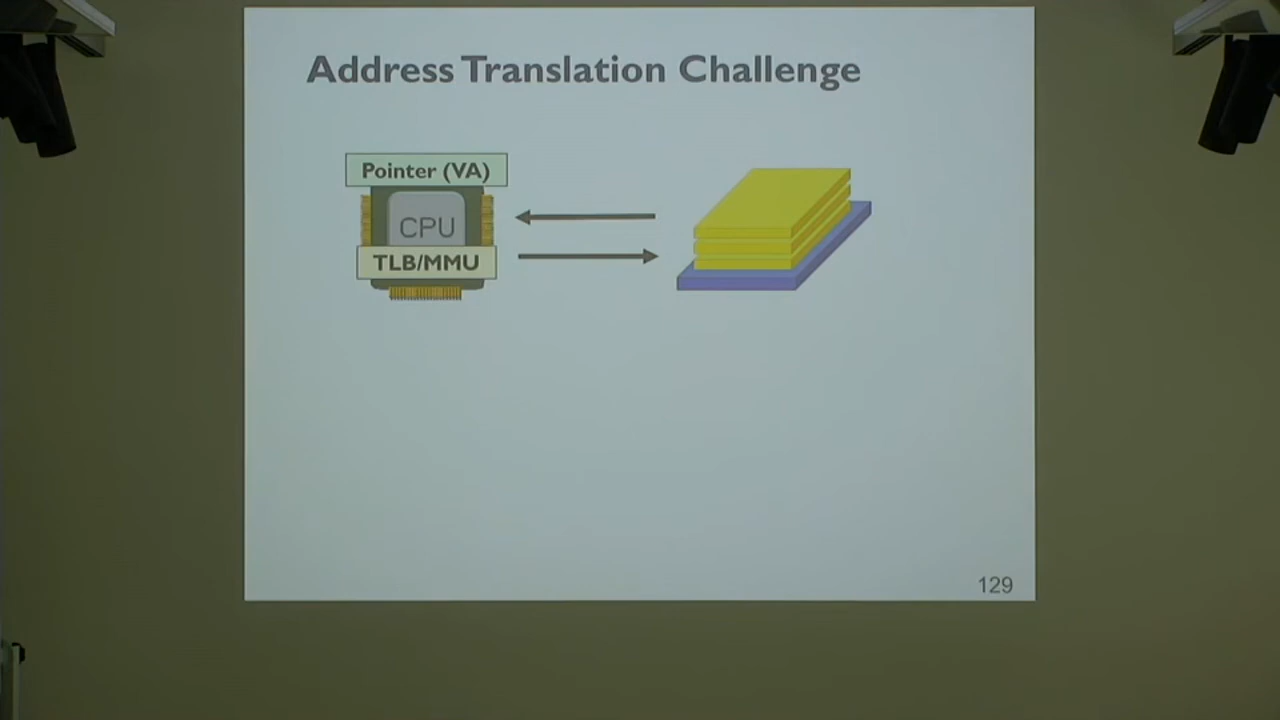 Address Translation Challenge
Pointer (VA)
CPU
TLB/MMU
129